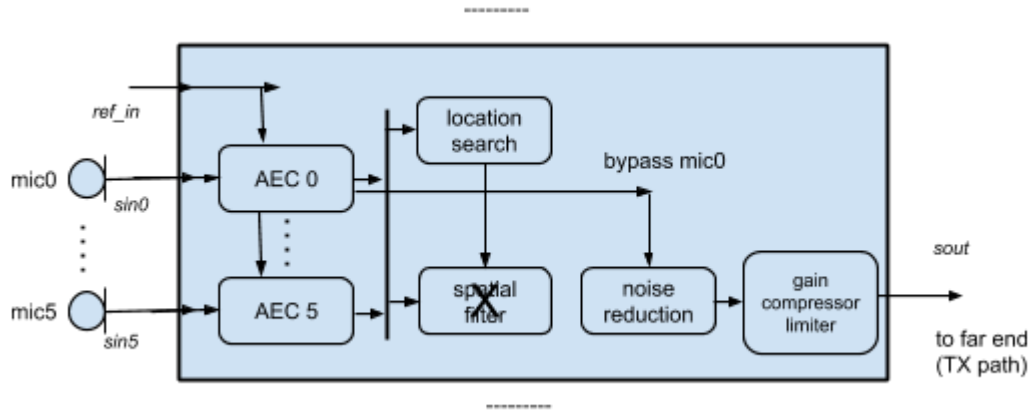 ref_in
location
search
bypass mic0
mic0
AEC 0
sin0
sout
mic5
AEC 5
spatial
filter
X
noise
reduction
gain
compressor
limiter
sin5
to far end
(TX path)